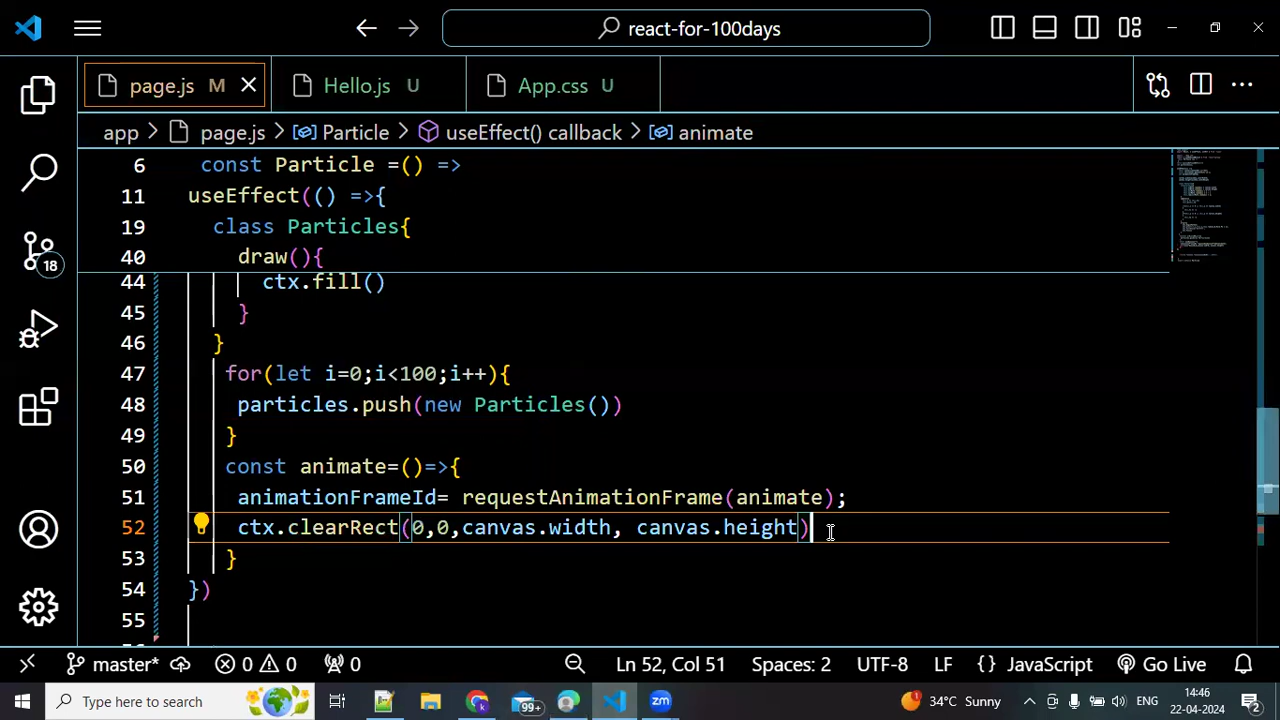 react-for-100days
page.js M
Hello.js U
App.css U
app > page.js > Particle > useEffect() callback > animate
6 const Particle =() =>
11 useEffect(() =>{
19 class Particles{
40 draw(){
44 ctx.fill()
45 }
46 }
47 for(let i=0;i<100;i++){
48 particles.push(new Particles())
49 }
50 const animate=()=>{
51 animationFrameId= requestAnimationFrame(animate);
52 ctx.clearRect(0,0,canvas.width, canvas.height)
53 }
54 })
55
18
master* 0 0 0 Ln 52, Col 51 Spaces: 2 UTF-8 LF {} JavaScript Go Live
Type here to search 99+ zm 1 34°C Sunny ENG 14:46
22-04-2024 2